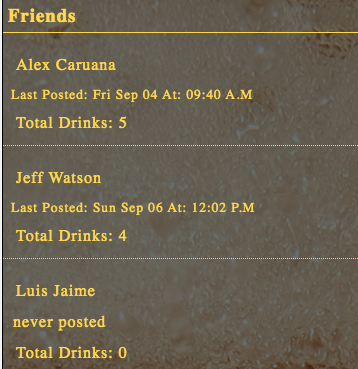 Friends
Alex Caruana
Last Posted: Fri Sep 04 At: 09:40 A.M
Total Drinks: 5
Jeff Watson
Last Posted: Sun Sep 06 At: 12:02 P.M
Total Drinks: 4
Luis Jaime
never posted
Total Drinks: 0